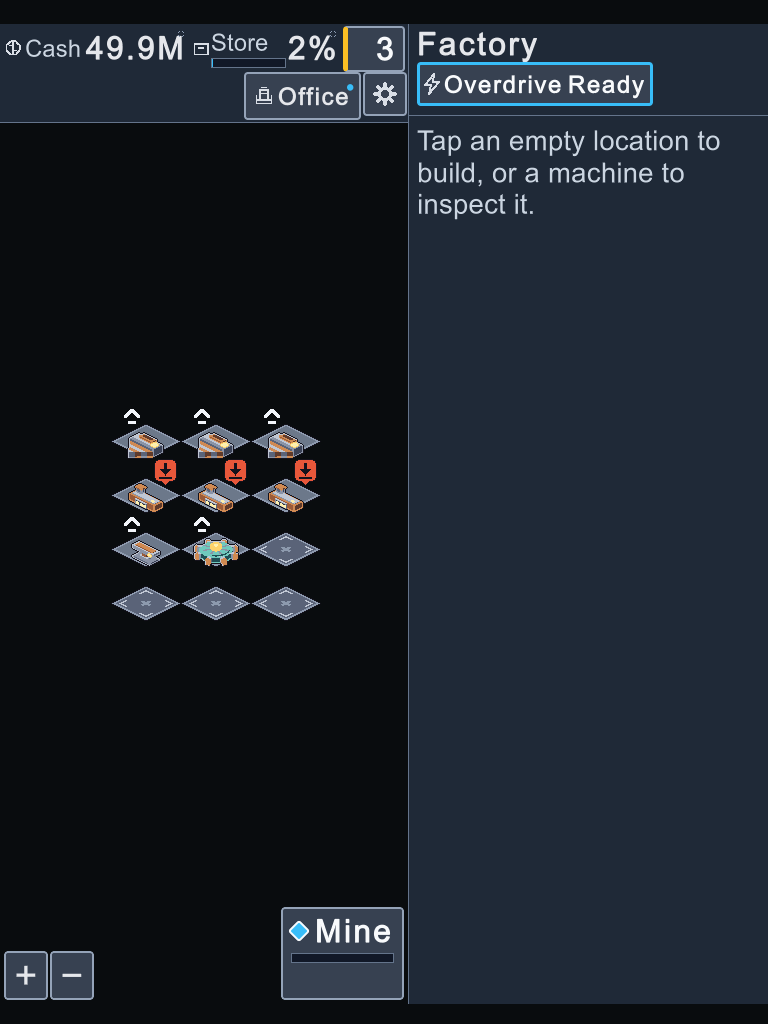 Cash 49.9M Store 2% 3
Office
Factory
Overdrive Ready
Tap an empty location to
build, or a machine to
inspect it.
Mine
+ −